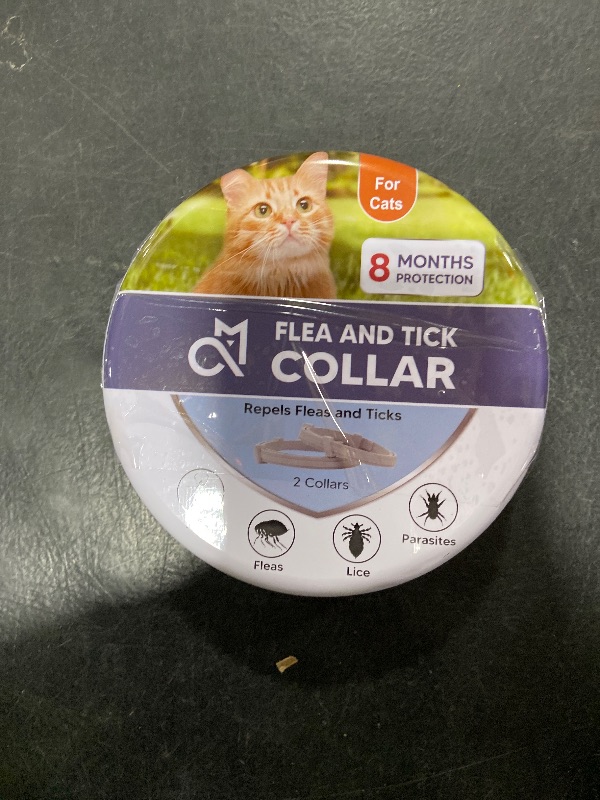 For
Cats
8 MONTHS
PROTECTION
FLEA AND TICK
COLLAR
Repels Fleas and Ticks
2 Collars
Parasites
Fleas
Lice